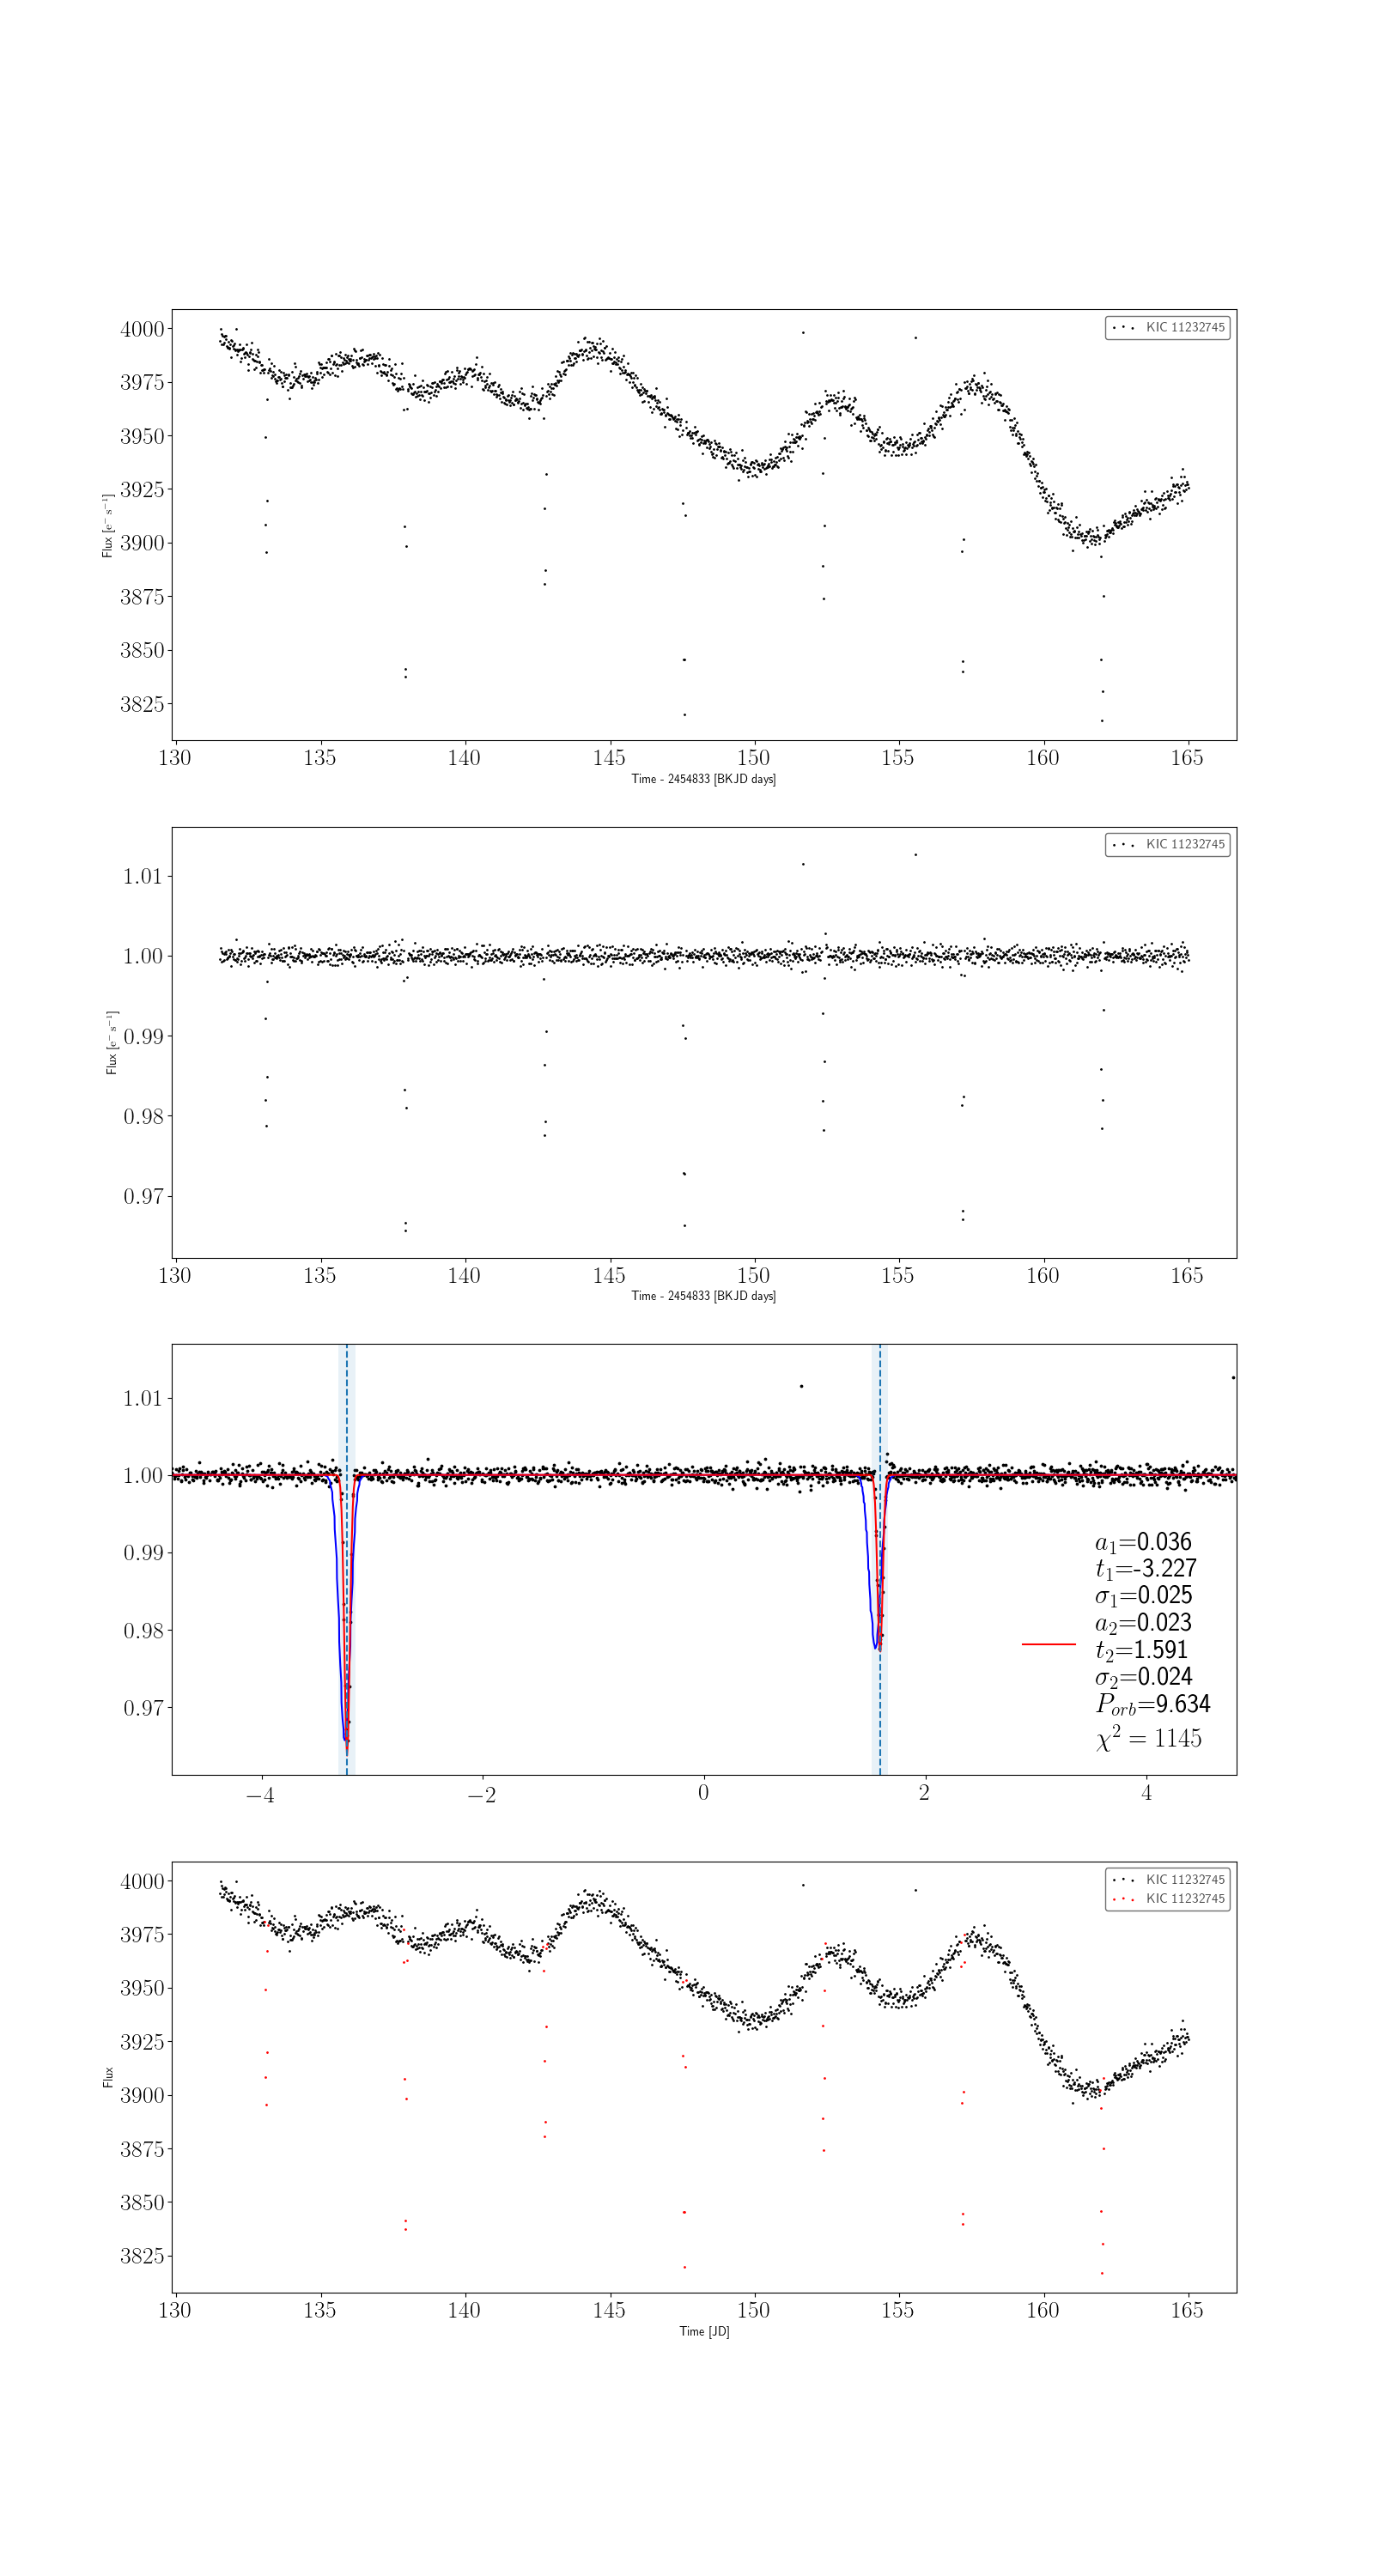 KIC 11232745
4000
3975
3950
3925
3900
3875
3850
3825
Flux [e⁻ s⁻¹]
130 135 140 145 150 155 160 165
Time - 2454833 [BKJD days]
KIC 11232745
1.01
1.00
0.99
0.98
0.97
Flux [e⁻ s⁻¹]
130 135 140 145 150 155 160 165
Time - 2454833 [BKJD days]
1.01
1.00
0.99
0.98
0.97
a₁=0.036
t₁=-3.227
σ₁=0.025
a₂=0.023
t₂=1.591
σ₂=0.024
P_orb=9.634
χ² = 1145
−4 −2 0 2 4
KIC 11232745
KIC 11232745
4000
3975
3950
3925
3900
3875
3850
3825
Flux
130 135 140 145 150 155 160 165
Time [JD]